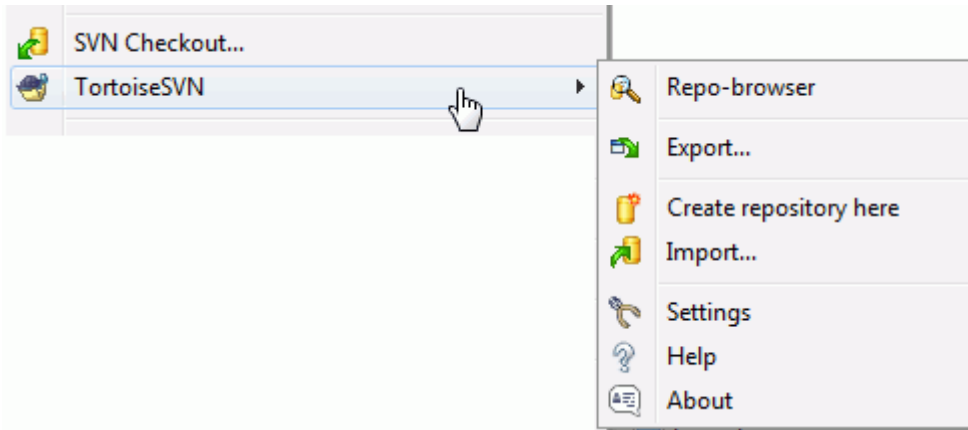 SVN Checkout...
TortoiseSVN
Repo-browser
Export...
Create repository here
Import...
Settings
Help
About